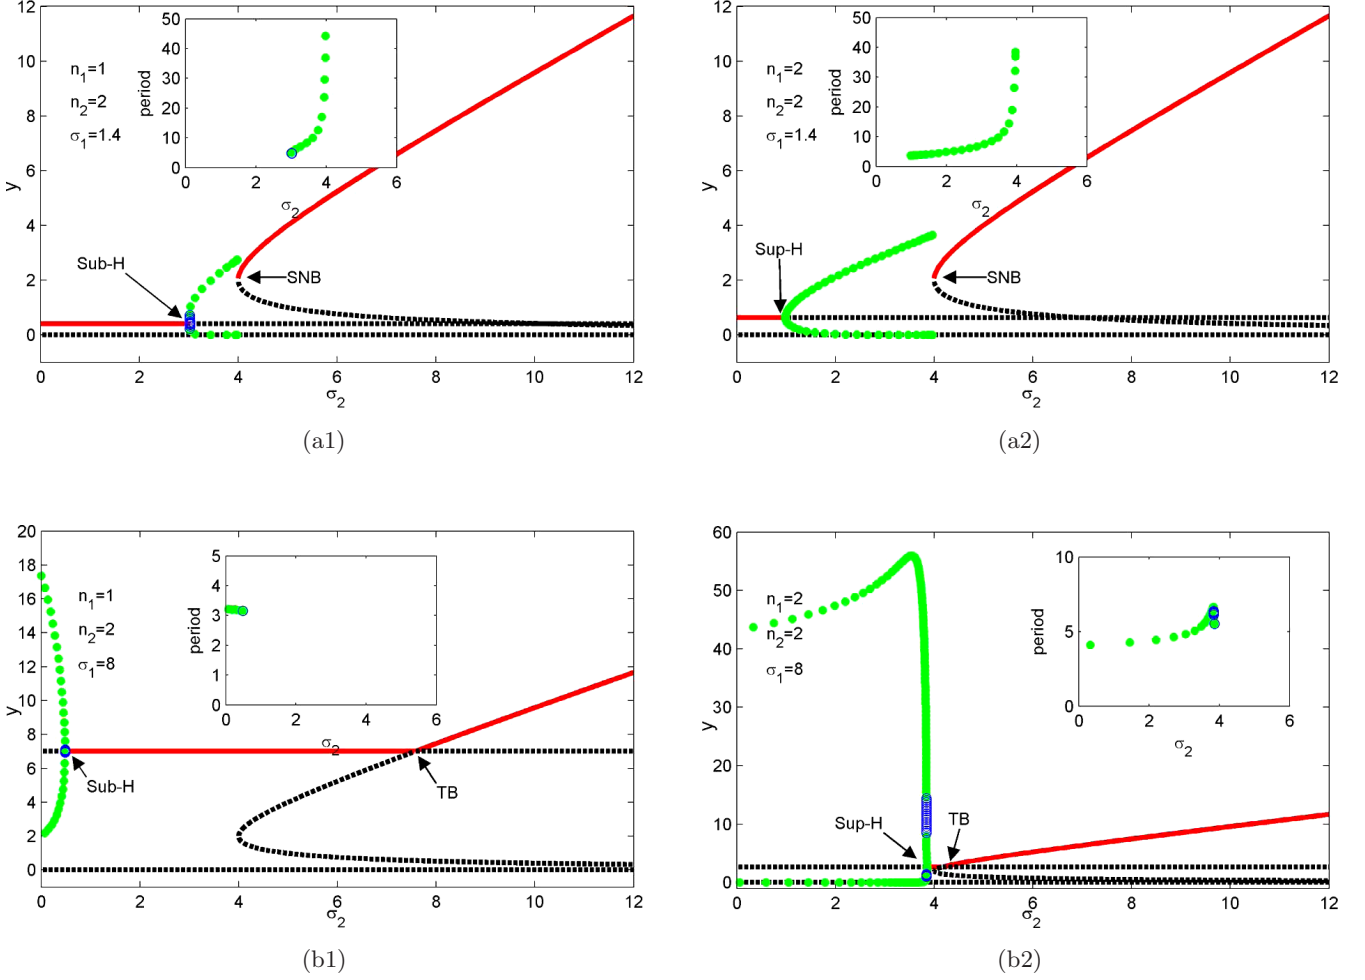 12
10
8
6
4
2
0
y
0 2 4 6 8 10 12
σ2
n1=1
n2=2
σ1=1.4
50
40
30
20
10
0
period
0 2 4 6
σ2
Sub-H
SNB
(a1)
12
10
8
6
4
2
0
y
0 2 4 6 8 10 12
σ2
n1=2
n2=2
σ1=1.4
50
40
30
20
10
0
period
0 2 4 6
σ2
Sup-H
SNB
(a2)
20
18
16
14
12
10
8
6
4
2
0
y
0 2 4 6 8 10 12
σ2
n1=1
n2=2
σ1=8
5
4
3
2
1
0
period
0 2 4 6
σ2
Sub-H
TB
(b1)
60
50
40
30
20
10
0
y
0 2 4 6 8 10 12
σ2
n1=2
n2=2
σ1=8
10
5
0
period
0 2 4 6
σ2
Sup-H
TB
(b2)